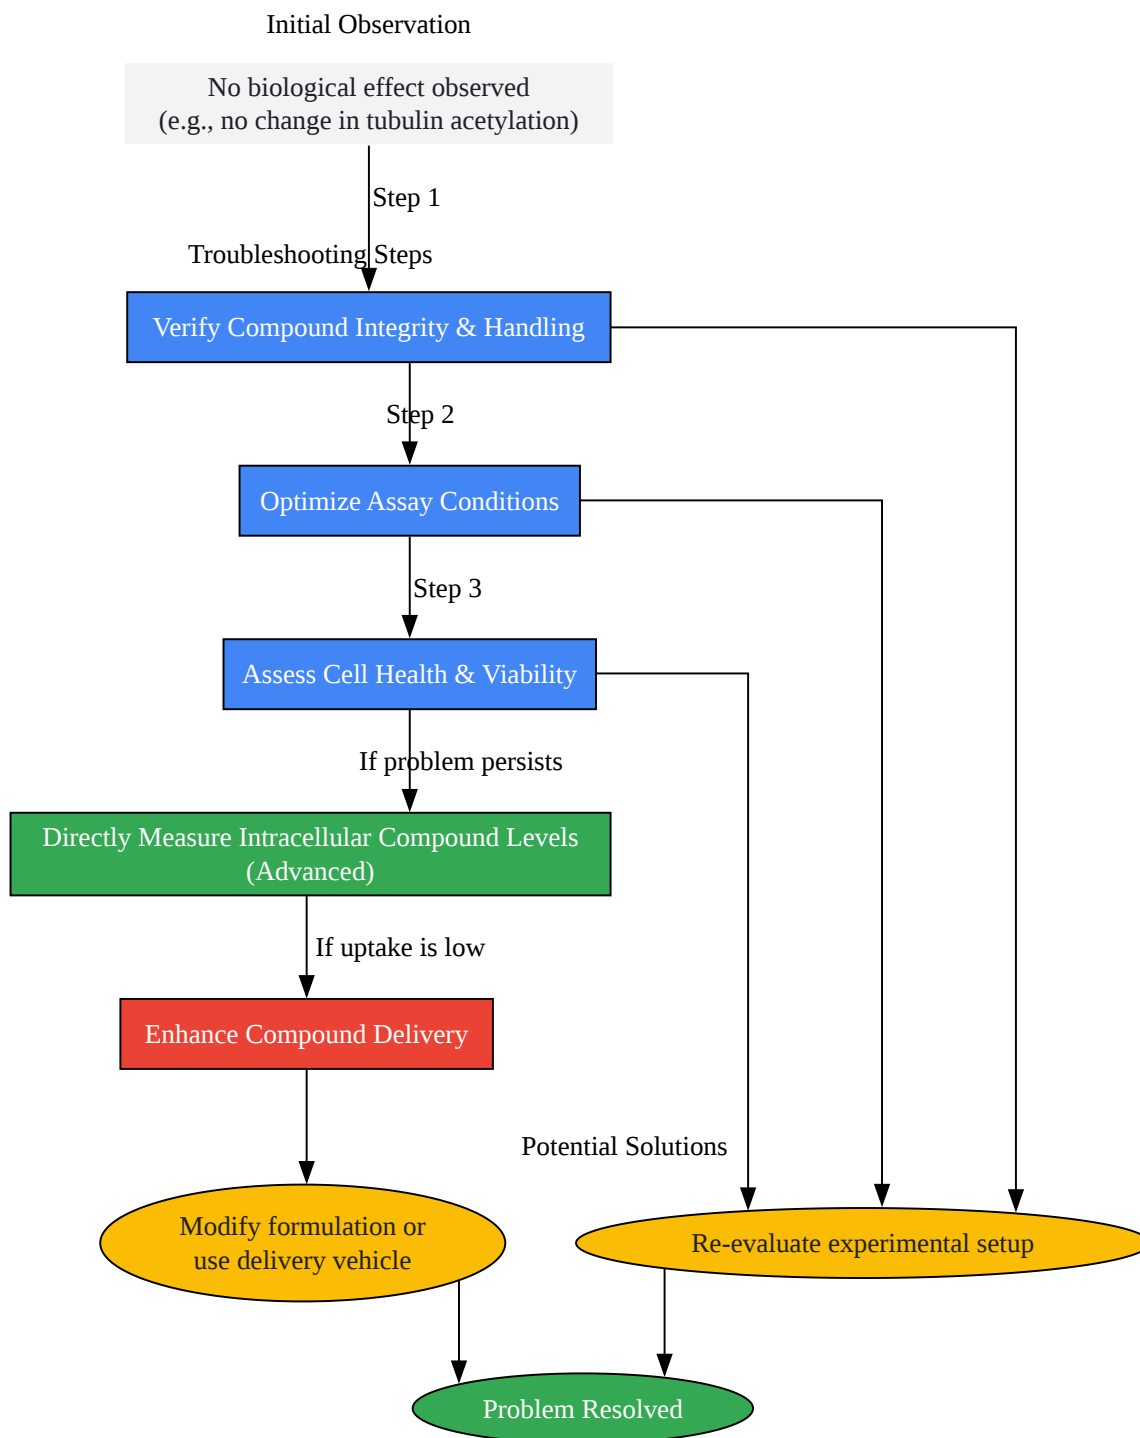 Initial Observation
No biological effect observed
(e.g., no change in tubulin acetylation)
Step 1
Troubleshooting Steps
Verify Compound Integrity & Handling
Step 2
Optimize Assay Conditions
Step 3
Assess Cell Health & Viability
If problem persists
Directly Measure Intracellular Compound Levels
(Advanced)
If uptake is low
Enhance Compound Delivery
Potential Solutions
Modify formulation or
use delivery vehicle
Re-evaluate experimental setup
Problem Resolved